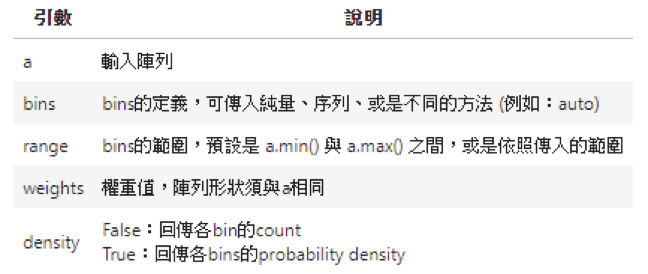 引數 說明
a 輸入陣列
bins bins的定義，可傳入純量、序列、或是不同的方法 (例如：auto)
range bins的範圍，預設是 a.min() 與 a.max() 之間，或是依照傳入的範圍
weights 權重值，陣列形狀須與a相同
density False：回傳各bin的count
True：回傳各bins的probability density